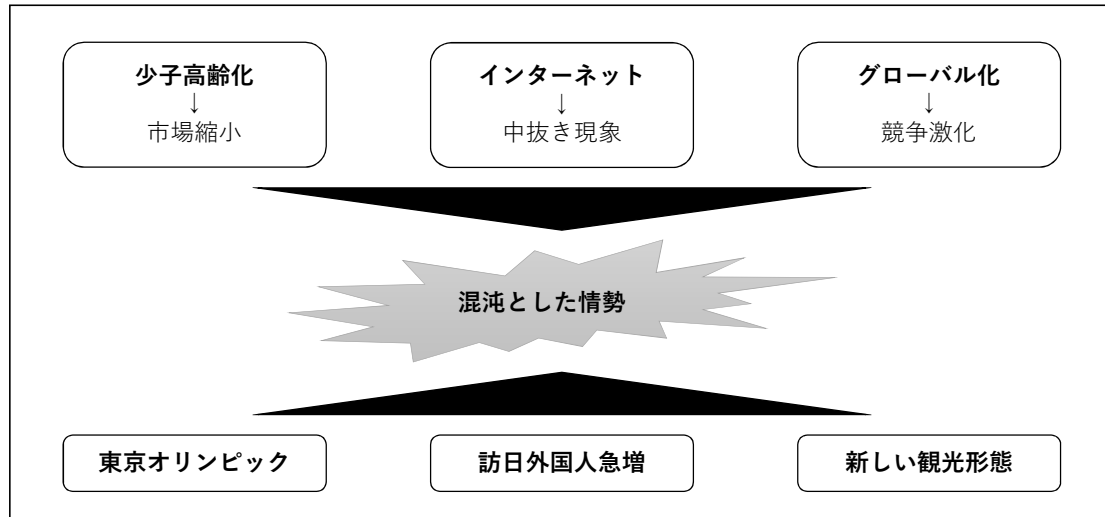 少子高齢化
↓
市場縮小
インターネット
↓
中抜き現象
グローバル化
↓
競争激化
混沌とした情勢
東京オリンピック
訪日外国人急増
新しい観光形態